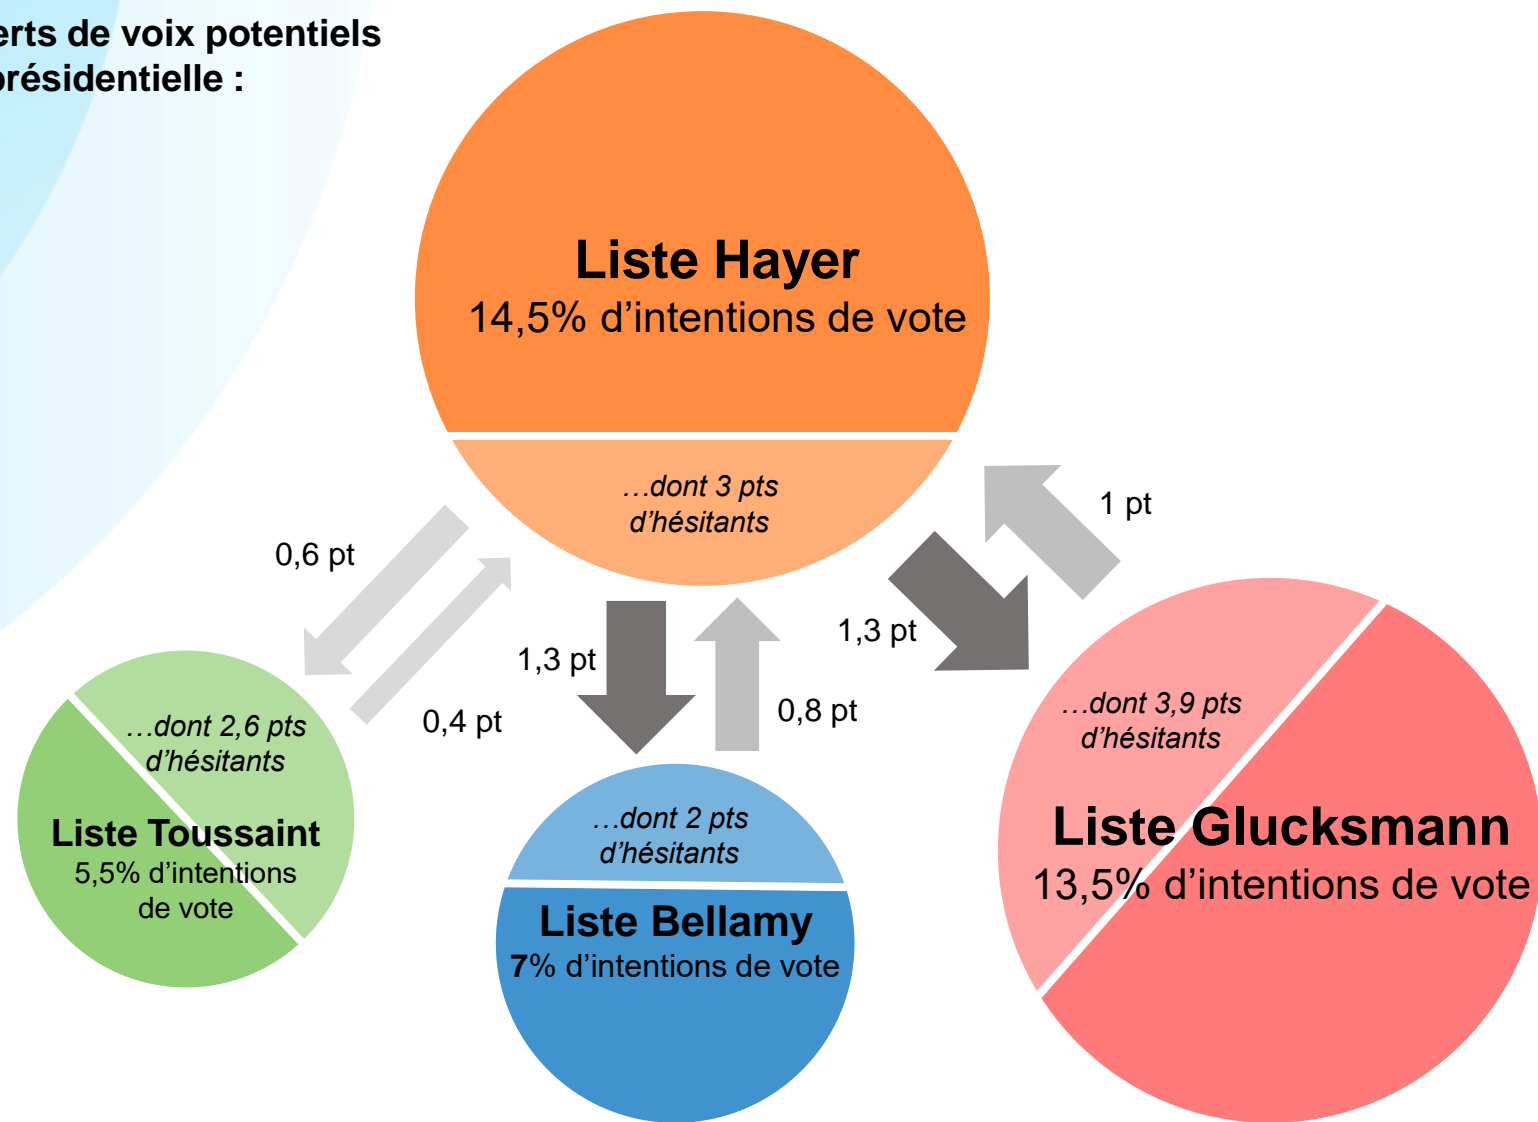 de voix potentiels
présidentielle :
Liste Hayer
14,5% d’intentions de vote
…dont 3 pts
d’hésitants
0,6 pt
0,4 pt
1,3 pt
0,8 pt
1,3 pt
1 pt
…dont 2,6 pts
d’hésitants
Liste Toussaint
5,5% d’intentions
de vote
…dont 2 pts
d’hésitants
Liste Bellamy
7% d’intentions de vote
…dont 3,9 pts
d’hésitants
Liste Glucksmann
13,5% d’intentions de vote